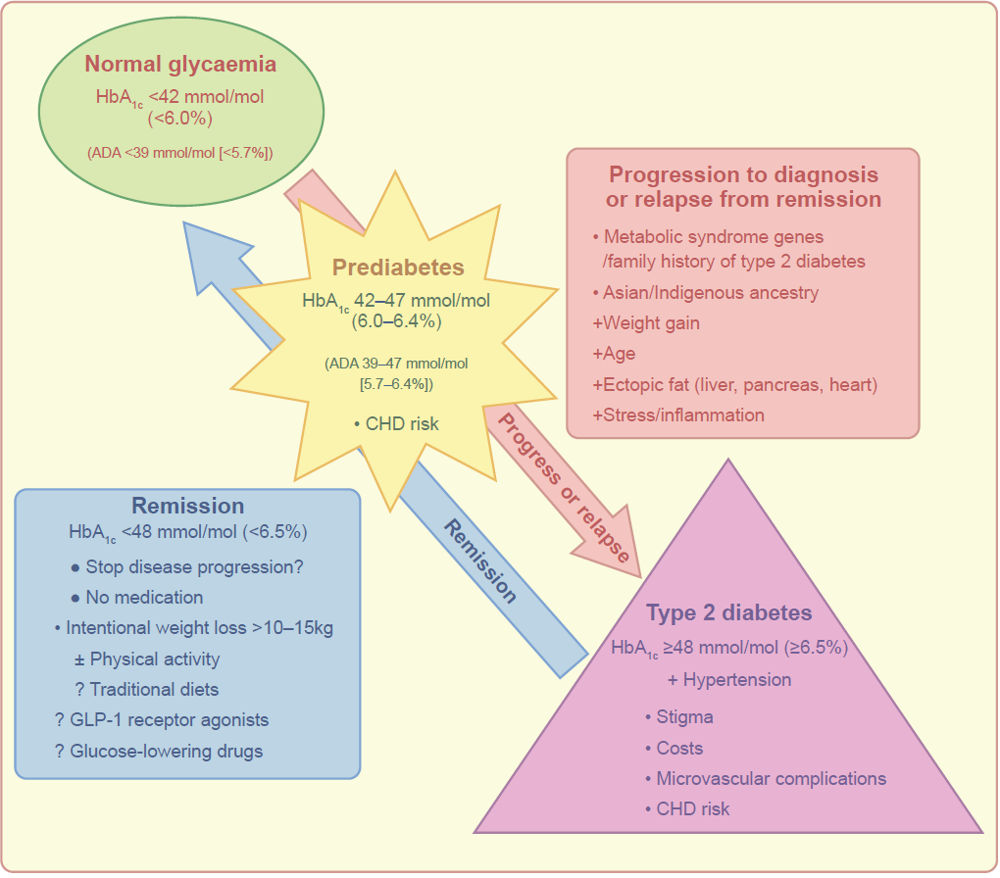 Normal glycaemia
HbA1c <42 mmol/mol
(<6.0%)
(ADA <39 mmol/mol [<5.7%])
Prediabetes
HbA1c 42–47 mmol/mol
(6.0–6.4%)
(ADA 39–47 mmol/mol
[5.7–6.4%])
• CHD risk
Progression to diagnosis
or relapse from remission
• Metabolic syndrome genes
/family history of type 2 diabetes
• Asian/Indigenous ancestry
+Weight gain
+Age
+Ectopic fat (liver, pancreas, heart)
+Stress/inflammation
Progress or relapse
Remission
Remission
HbA1c <48 mmol/mol (<6.5%)
● Stop disease progression?
● No medication
• Intentional weight loss >10–15kg
± Physical activity
? Traditional diets
? GLP-1 receptor agonists
? Glucose-lowering drugs
Type 2 diabetes
HbA1c ≥48 mmol/mol (≥6.5%)
+ Hypertension
• Stigma
• Costs
• Microvascular complications
• CHD risk